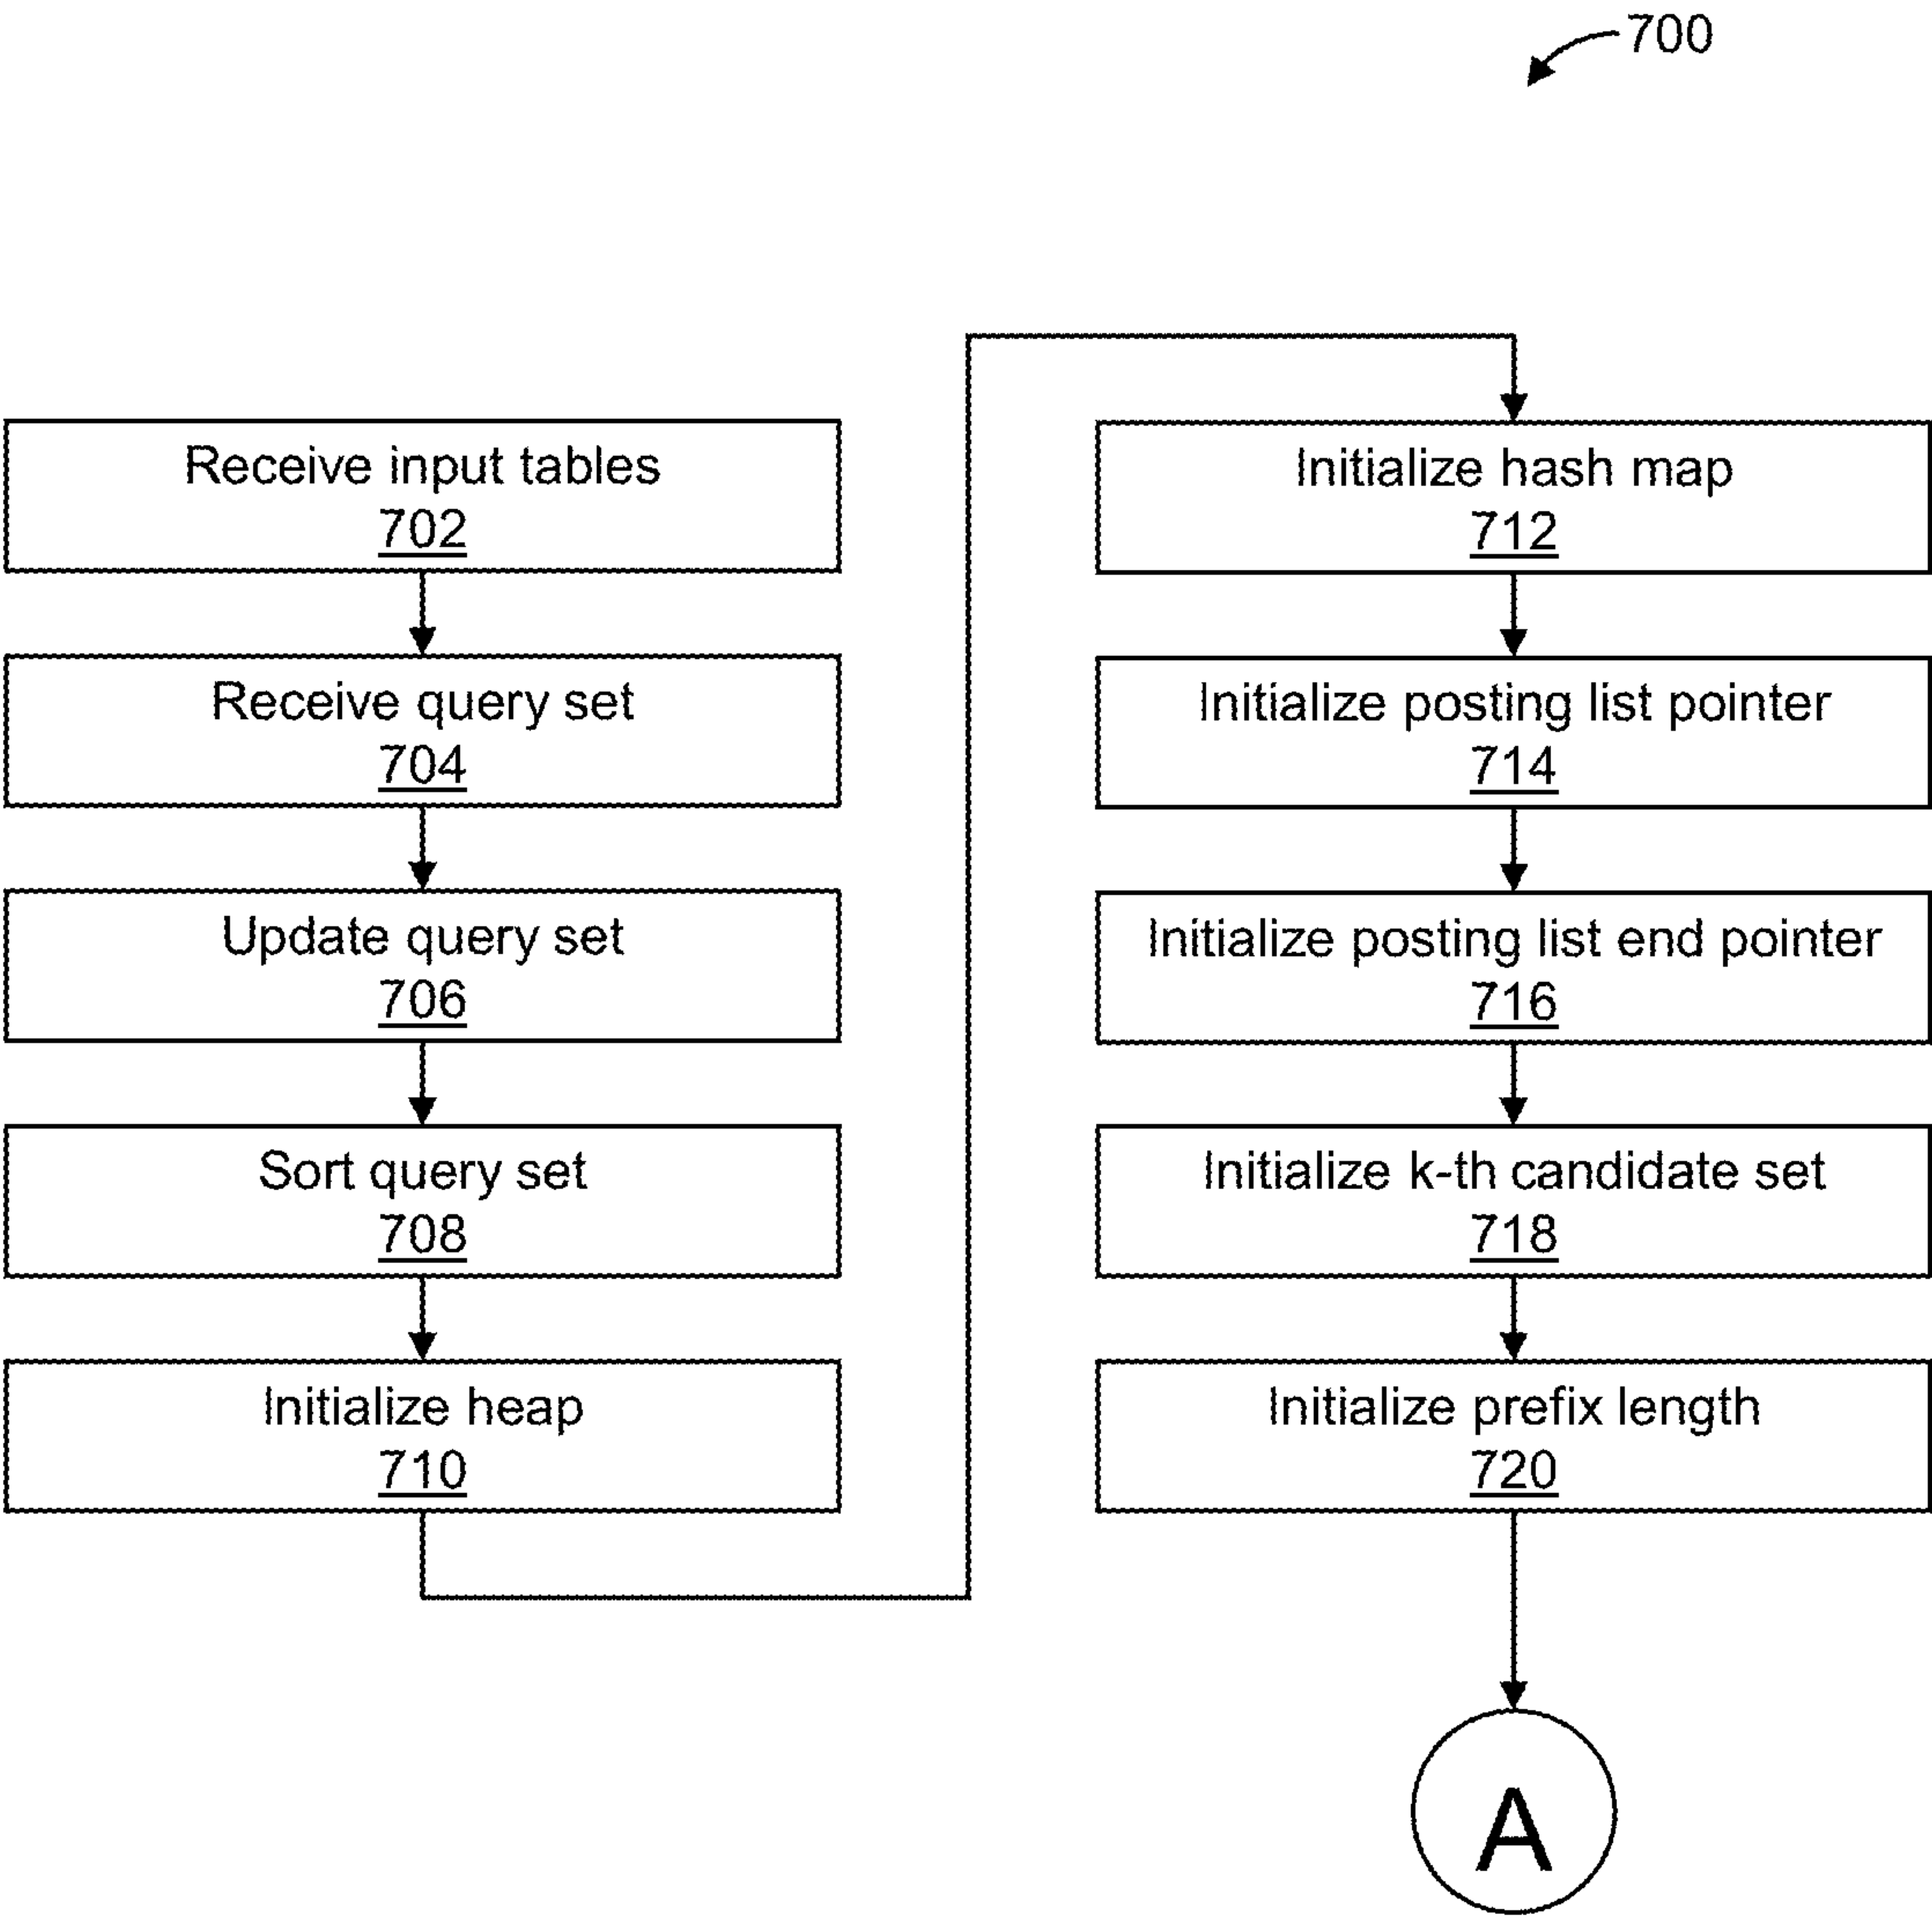 700
Receive input tables
702
Receive query set
704
Update query set
706
Sort query set
708
Initialize heap
710
Initialize hash map
712
Initialize posting list pointer
714
Initialize posting list end pointer
716
Initialize k-th candidate set
718
Initialize prefix length
720
A